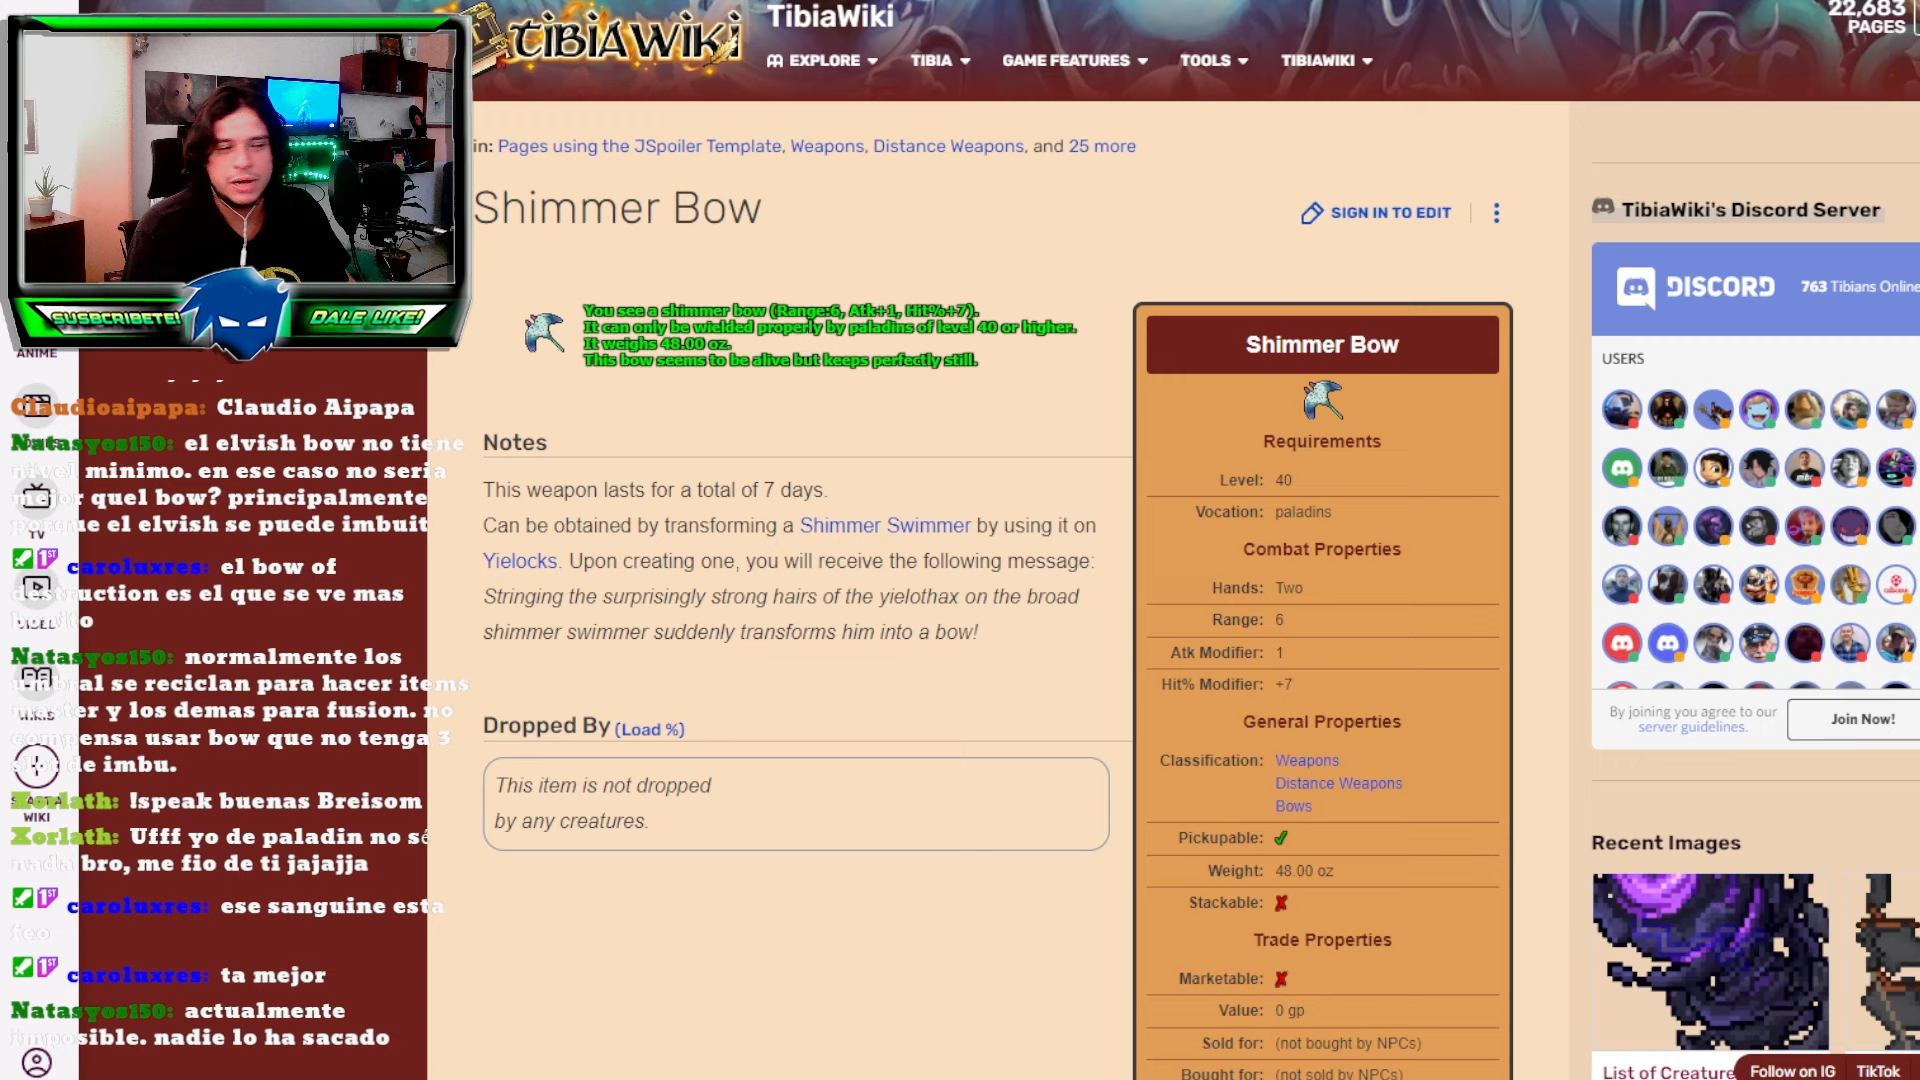 TIBIAWIKI
TibiaWiki
22,683
PAGES
EXPLORE
TIBIA
GAME FEATURES
TOOLS
TIBIAWIKI
in: Pages using the JSpoiler Template, Weapons, Distance Weapons, and 25 more
Shimmer Bow
SIGN IN TO EDIT
SUSBCRIBETE!
DALE LIKE!
You see a shimmer bow (Range:6, Atk+1, Hit%+7).
It can only be wielded properly by paladins of level 40 or higher.
It weighs 48.00 oz.
This bow seems to be alive but keeps perfectly still.
Notes
This weapon lasts for a total of 7 days.
Can be obtained by transforming a Shimmer Swimmer by using it on
Yielocks. Upon creating one, you will receive the following message:
Stringing the surprisingly strong hairs of the yielothax on the broad
shimmer swimmer suddenly transforms him into a bow!
Dropped By (Load %)
This item is not dropped
by any creatures.
Shimmer Bow
Requirements
Level: 40
Vocation: paladins
Combat Properties
Hands: Two
Range: 6
Atk Modifier: 1
Hit% Modifier: +7
General Properties
Classification: Weapons
Distance Weapons
Bows
Pickupable: ✓
Weight: 48.00 oz
Stackable: ✗
Trade Properties
Marketable: ✗
Value: 0 gp
Sold for: (not bought by NPCs)
Bought for: (not sold by NPCs)
TibiaWiki's Discord Server
DISCORD
763 Tibians Online
USERS
By joining you agree to our
server guidelines.
Join Now!
Recent Images
List of Creature
Follow on IG
TikTok
ANIME
TV
VIDEO
WIKIS
WIKI
Claudioaipapa: Claudio Aipapa
Natasyos150: el elvish bow no tiene
nivel minimo. en ese caso no seria
mejor quel bow? principalmente
porque el elvish se puede imbuit
caroluxres: el bow of
destruction es el que se ve mas
bonito
Natasyos150: normalmente los
umbral se reciclan para hacer items
master y los demas para fusion. no
compensa usar bow que no tenga 3
slot de imbu.
Xorlath: !speak buenas Breisom
Xorlath: Ufff yo de paladin no sé
nada bro, me fio de ti jajajja
caroluxres: ese sanguine esta
feo
caroluxres: ta mejor
Natasyos150: actualmente
imposible. nadie lo ha sacado